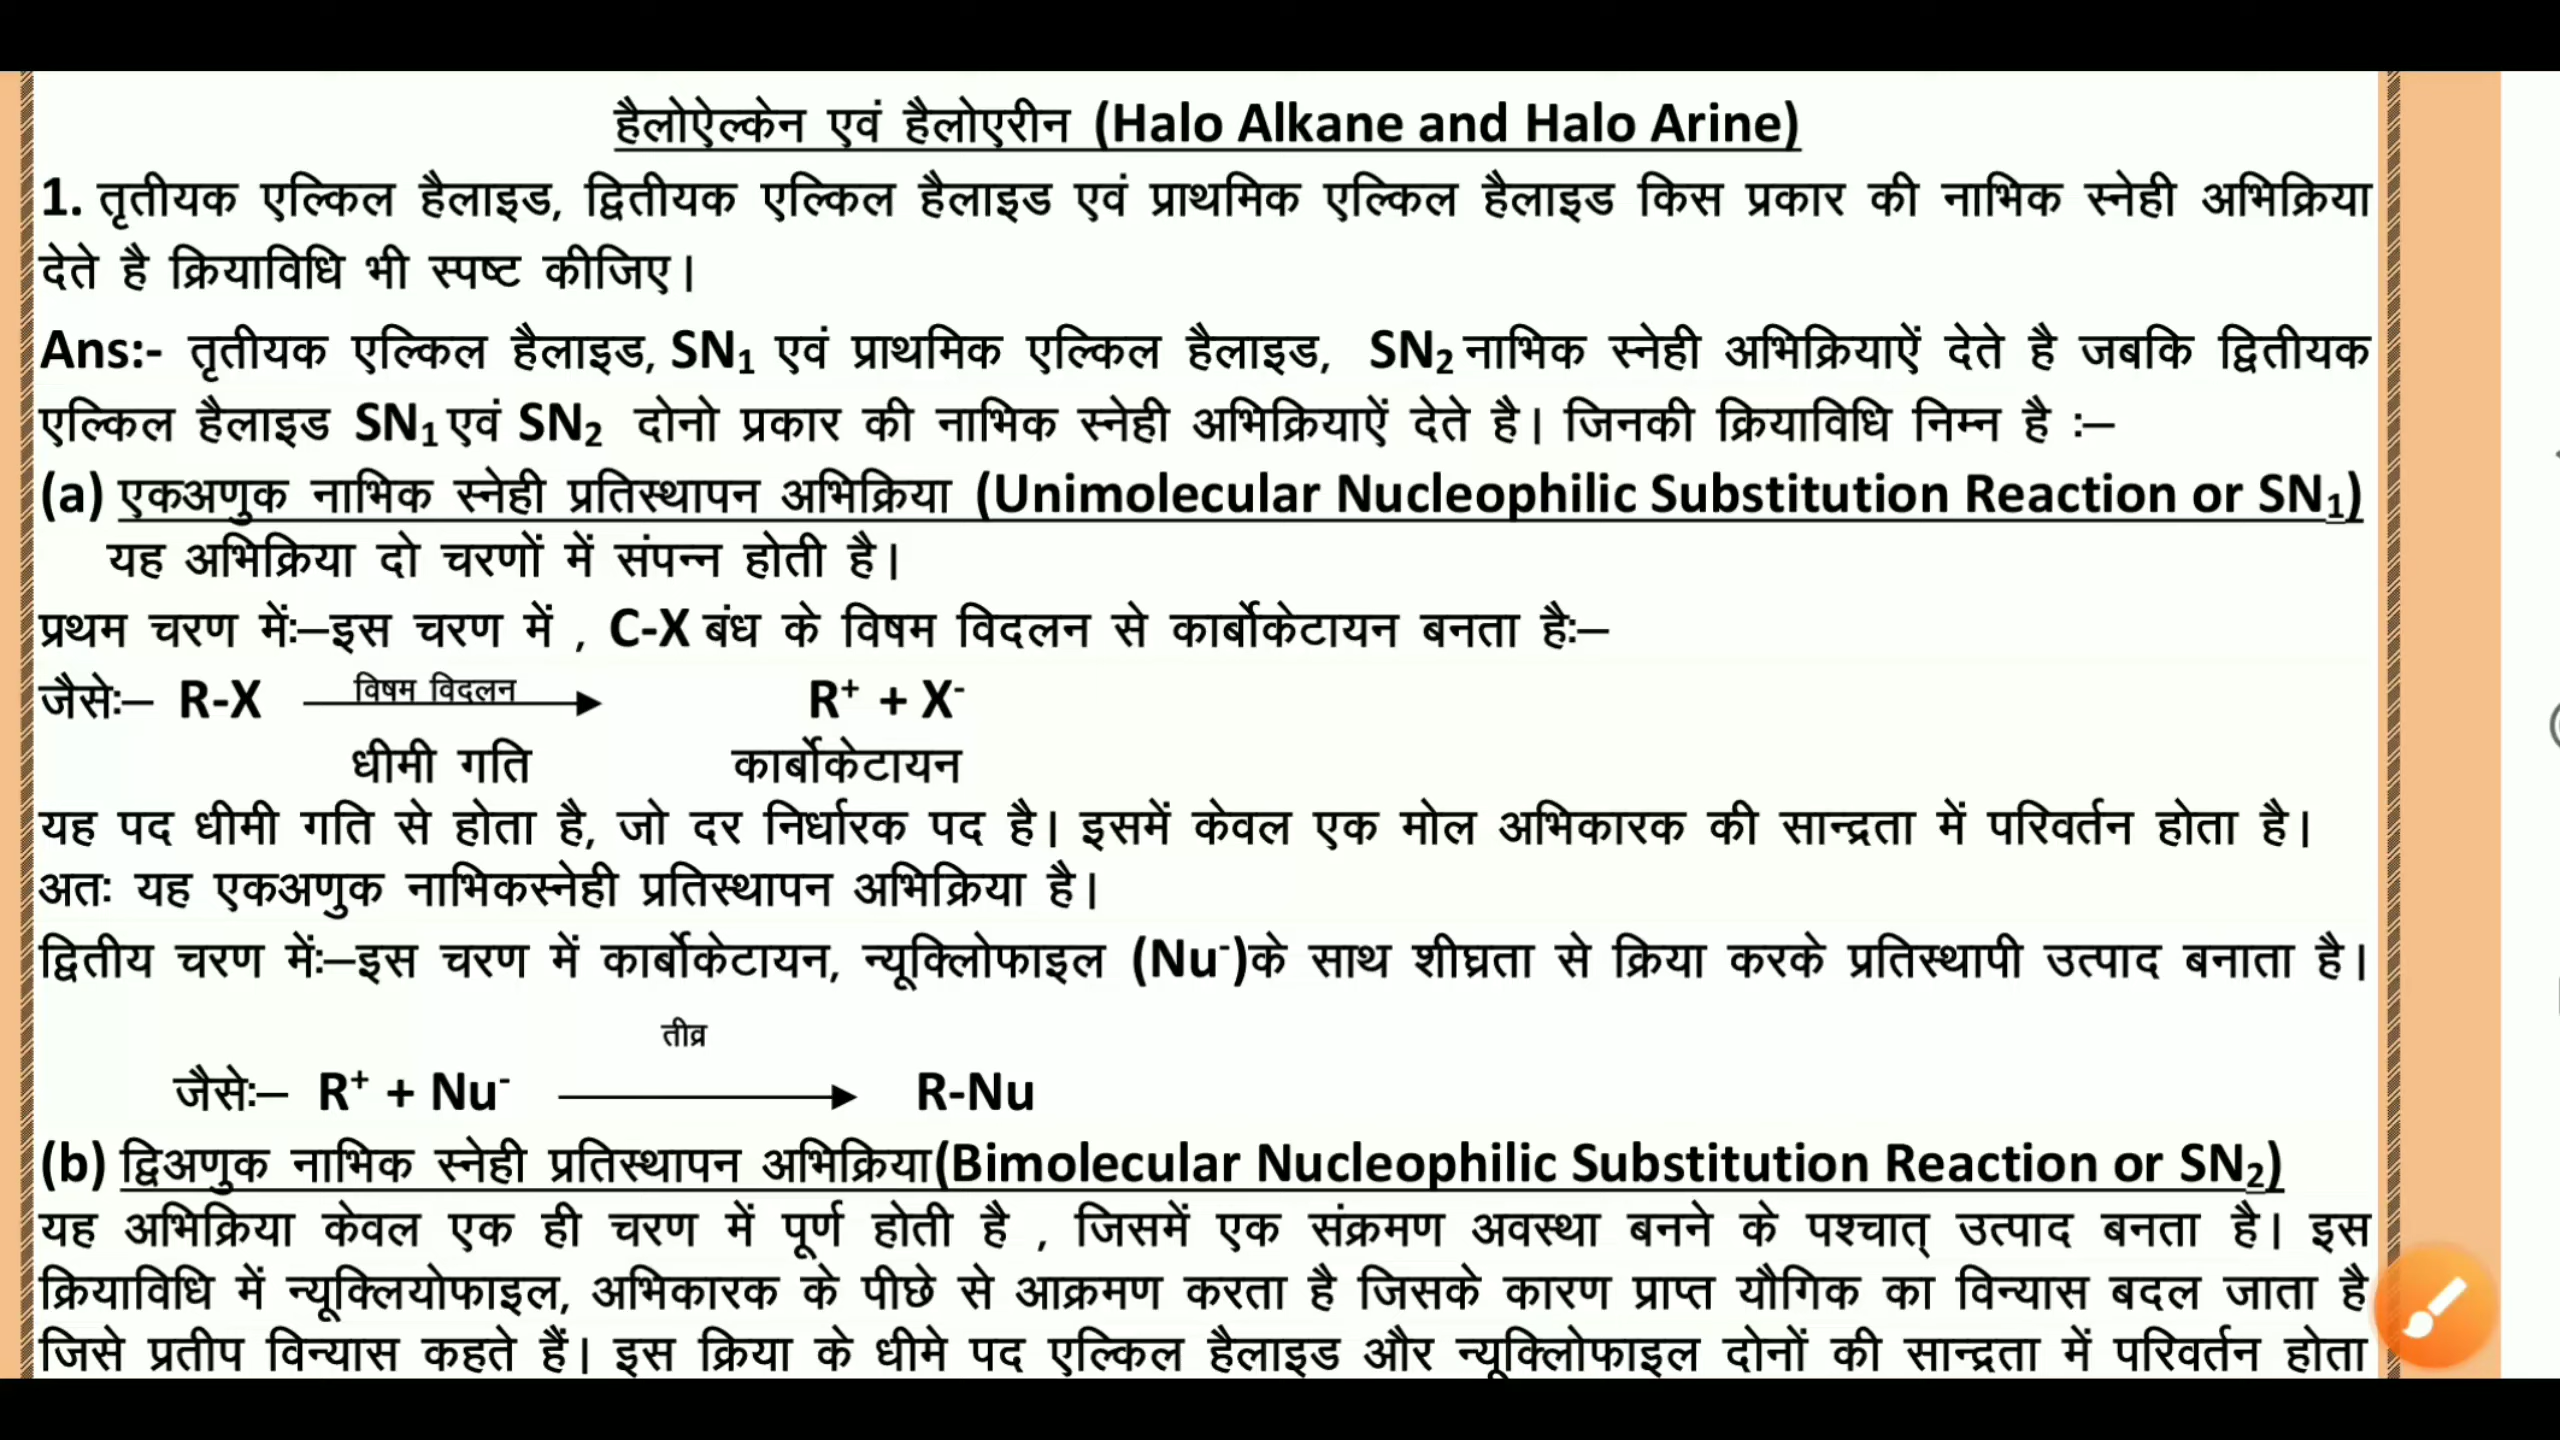 हैलोऐल्केन एवं हैलोएरीन (Halo Alkane and Halo Arine)
1. तृतीयक एल्किल हैलाइड, द्वितीयक एल्किल हैलाइड एवं प्राथमिक एल्किल हैलाइड किस प्रकार की नाभिक स्नेही अभिक्रिया
देते है क्रियाविधि भी स्पष्ट कीजिए।
Ans:- तृतीयक एल्किल हैलाइड, SN₁ एवं प्राथमिक एल्किल हैलाइड, SN₂ नाभिक स्नेही अभिक्रियाऐं देते है जबकि द्वितीयक
एल्किल हैलाइड SN₁ एवं SN₂ दोनो प्रकार की नाभिक स्नेही अभिक्रियाऐं देते है। जिनकी क्रियाविधि निम्न है :–
(a) एकअणुक नाभिक स्नेही प्रतिस्थापन अभिक्रिया (Unimolecular Nucleophilic Substitution Reaction or SN₁)
यह अभिक्रिया दो चरणों में संपन्न होती है।
प्रथम चरण में:–इस चरण में , C-X बंध के विषम विदलन से कार्बोकेटायन बनता है:–
जैसे:– R-X विषम विदलन R⁺ + X⁻
धीमी गति कार्बोकेटायन
यह पद धीमी गति से होता है, जो दर निर्धारक पद है। इसमें केवल एक मोल अभिकारक की सान्द्रता में परिवर्तन होता है।
अतः यह एकअणुक नाभिकस्नेही प्रतिस्थापन अभिक्रिया है।
द्वितीय चरण में:–इस चरण में कार्बोकेटायन, न्यूक्लिोफाइल (Nu⁻)के साथ शीघ्रता से क्रिया करके प्रतिस्थापी उत्पाद बनाता है।
तीव्र
जैसे:– R⁺ + Nu⁻ R-Nu
(b) द्विअणुक नाभिक स्नेही प्रतिस्थापन अभिक्रिया(Bimolecular Nucleophilic Substitution Reaction or SN₂)
यह अभिक्रिया केवल एक ही चरण में पूर्ण होती है , जिसमें एक संक्रमण अवस्था बनने के पश्चात् उत्पाद बनता है। इस
क्रियाविधि में न्यूक्लियोफाइल, अभिकारक के पीछे से आक्रमण करता है जिसके कारण प्राप्त यौगिक का विन्यास बदल जाता है
जिसे प्रतीप विन्यास कहते हैं। इस क्रिया के धीमे पद एल्किल हैलाइड और न्यूक्लिोफाइल दोनों की सान्द्रता में परिवर्तन होता